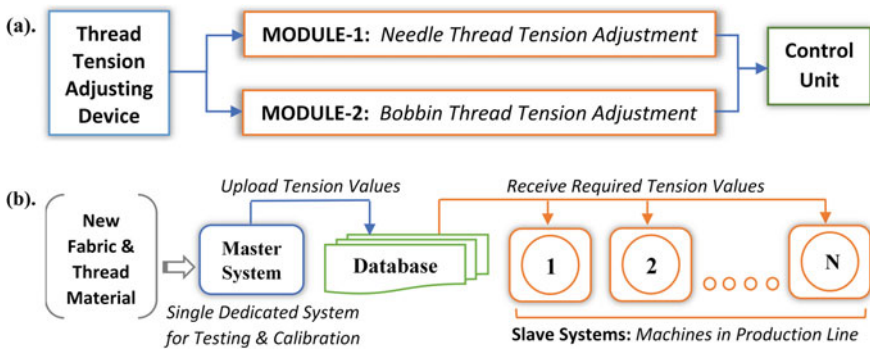 (a).
Thread
Tension
Adjusting
Device
MODULE-1: Needle Thread Tension Adjustment
MODULE-2: Bobbin Thread Tension Adjustment
Control
Unit
(b).
New
Fabric &
Thread
Material
Upload Tension Values
Master
System
Database
Single Dedicated System
for Testing & Calibration
Receive Required Tension Values
1
2
N
Slave Systems: Machines in Production Line